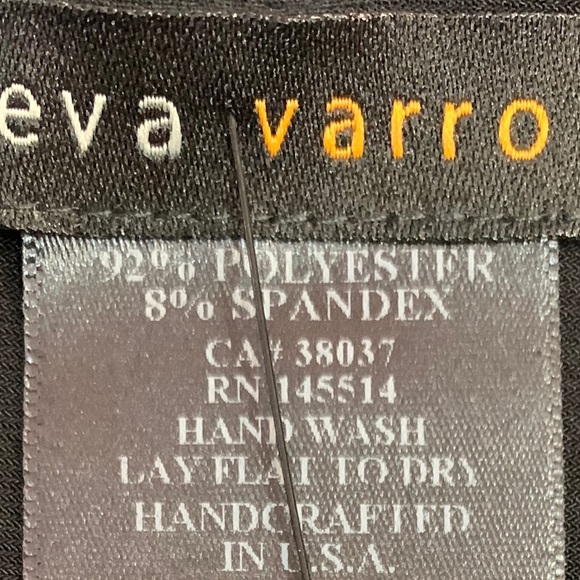 eva varro
92% POLYESTER
8% SPANDEX
CA# 38037
RN 145514
HAND WASH
LAY FLAT TO DRY
HANDCRAFTED
IN U.S.A.